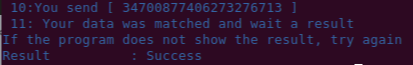 10:You send [ 34700877406273276713 ]
11: Your data was matched and wait a result
If the program does not show the result, try again
Result : Success